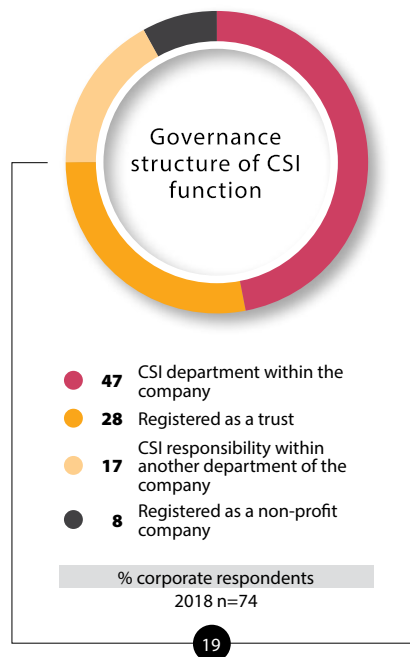 Governance
structure of CSI
function
47 CSI department within the
company
28 Registered as a trust
17 CSI responsibility within
another department of the
company
8 Registered as a non-profit
company
% corporate respondents
2018 n=74
19